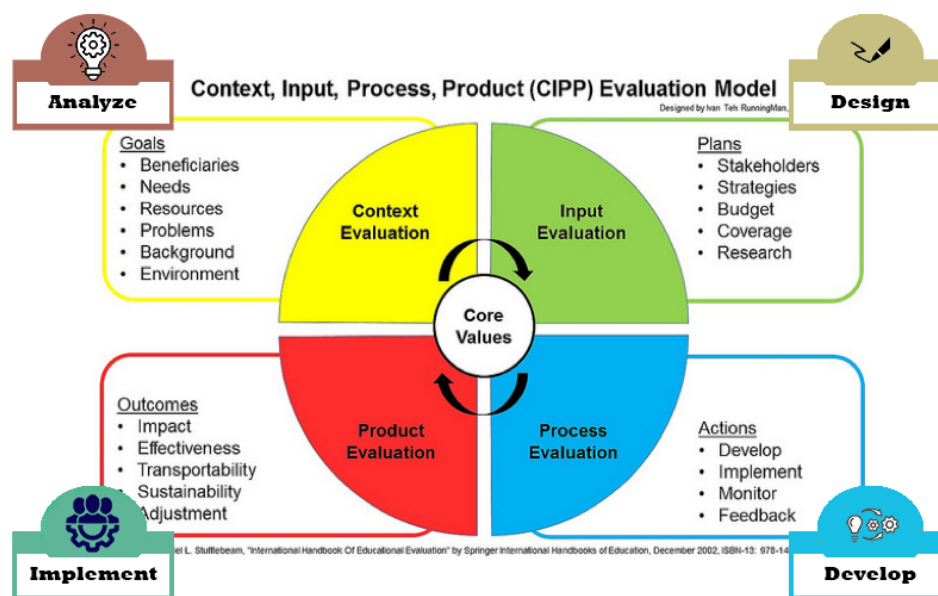 Analyze
Design
Context, Input, Process, Product (CIPP) Evaluation Model
Designed by Ivan Teh RunningMan,
Goals
• Beneficiaries
• Needs
• Resources
• Problems
• Background
• Environment
Context
Evaluation
Input
Evaluation
Plans
• Stakeholders
• Strategies
• Budget
• Coverage
• Research
Core
Values
Outcomes
• Impact
• Effectiveness
• Transportability
• Sustainability
Adjustment
Product
Evaluation
Process
Evaluation
Actions
• Develop
• Implement
• Monitor
• Feedback
L. Stufflebeam, "International Handbook Of Educational Evaluation" by Springer International Handbooks of Education, December 2002, ISBN-13: 978-14
Implement
Develop